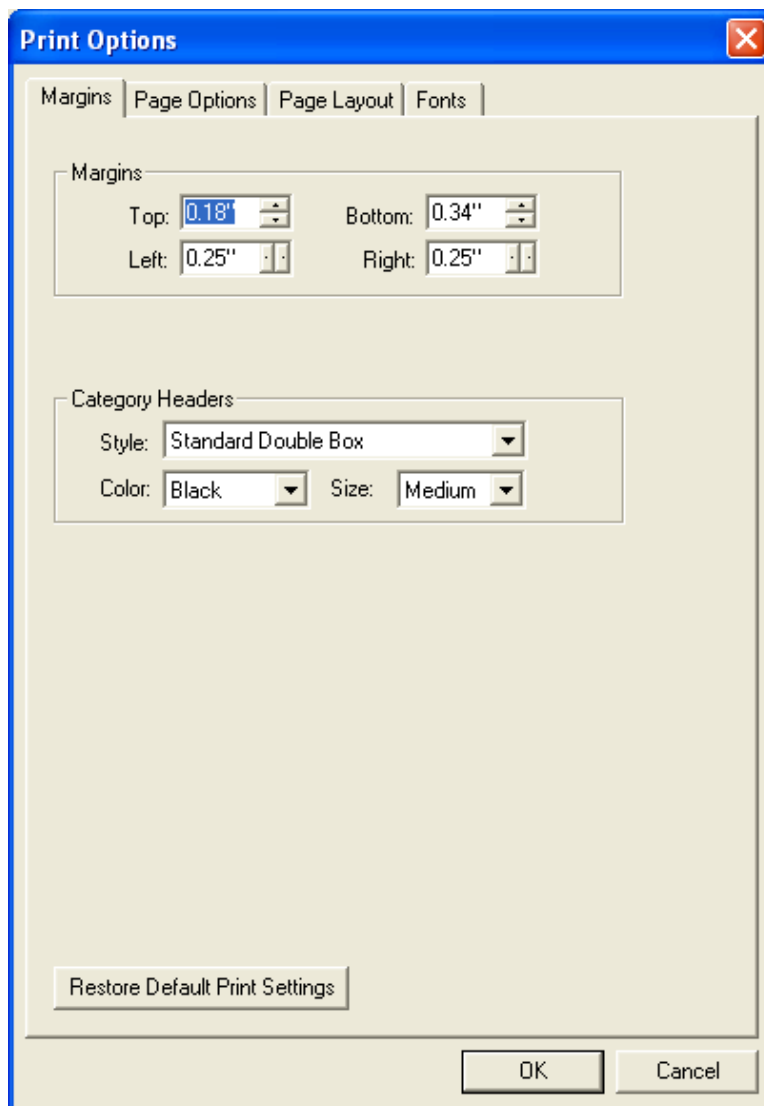 Print Options
Margins Page Options Page Layout Fonts
Margins
Top: 0.18" Bottom: 0.34"
Left: 0.25" Right: 0.25"
Category Headers
Style: Standard Double Box
Color: Black Size: Medium
Restore Default Print Settings
OK Cancel